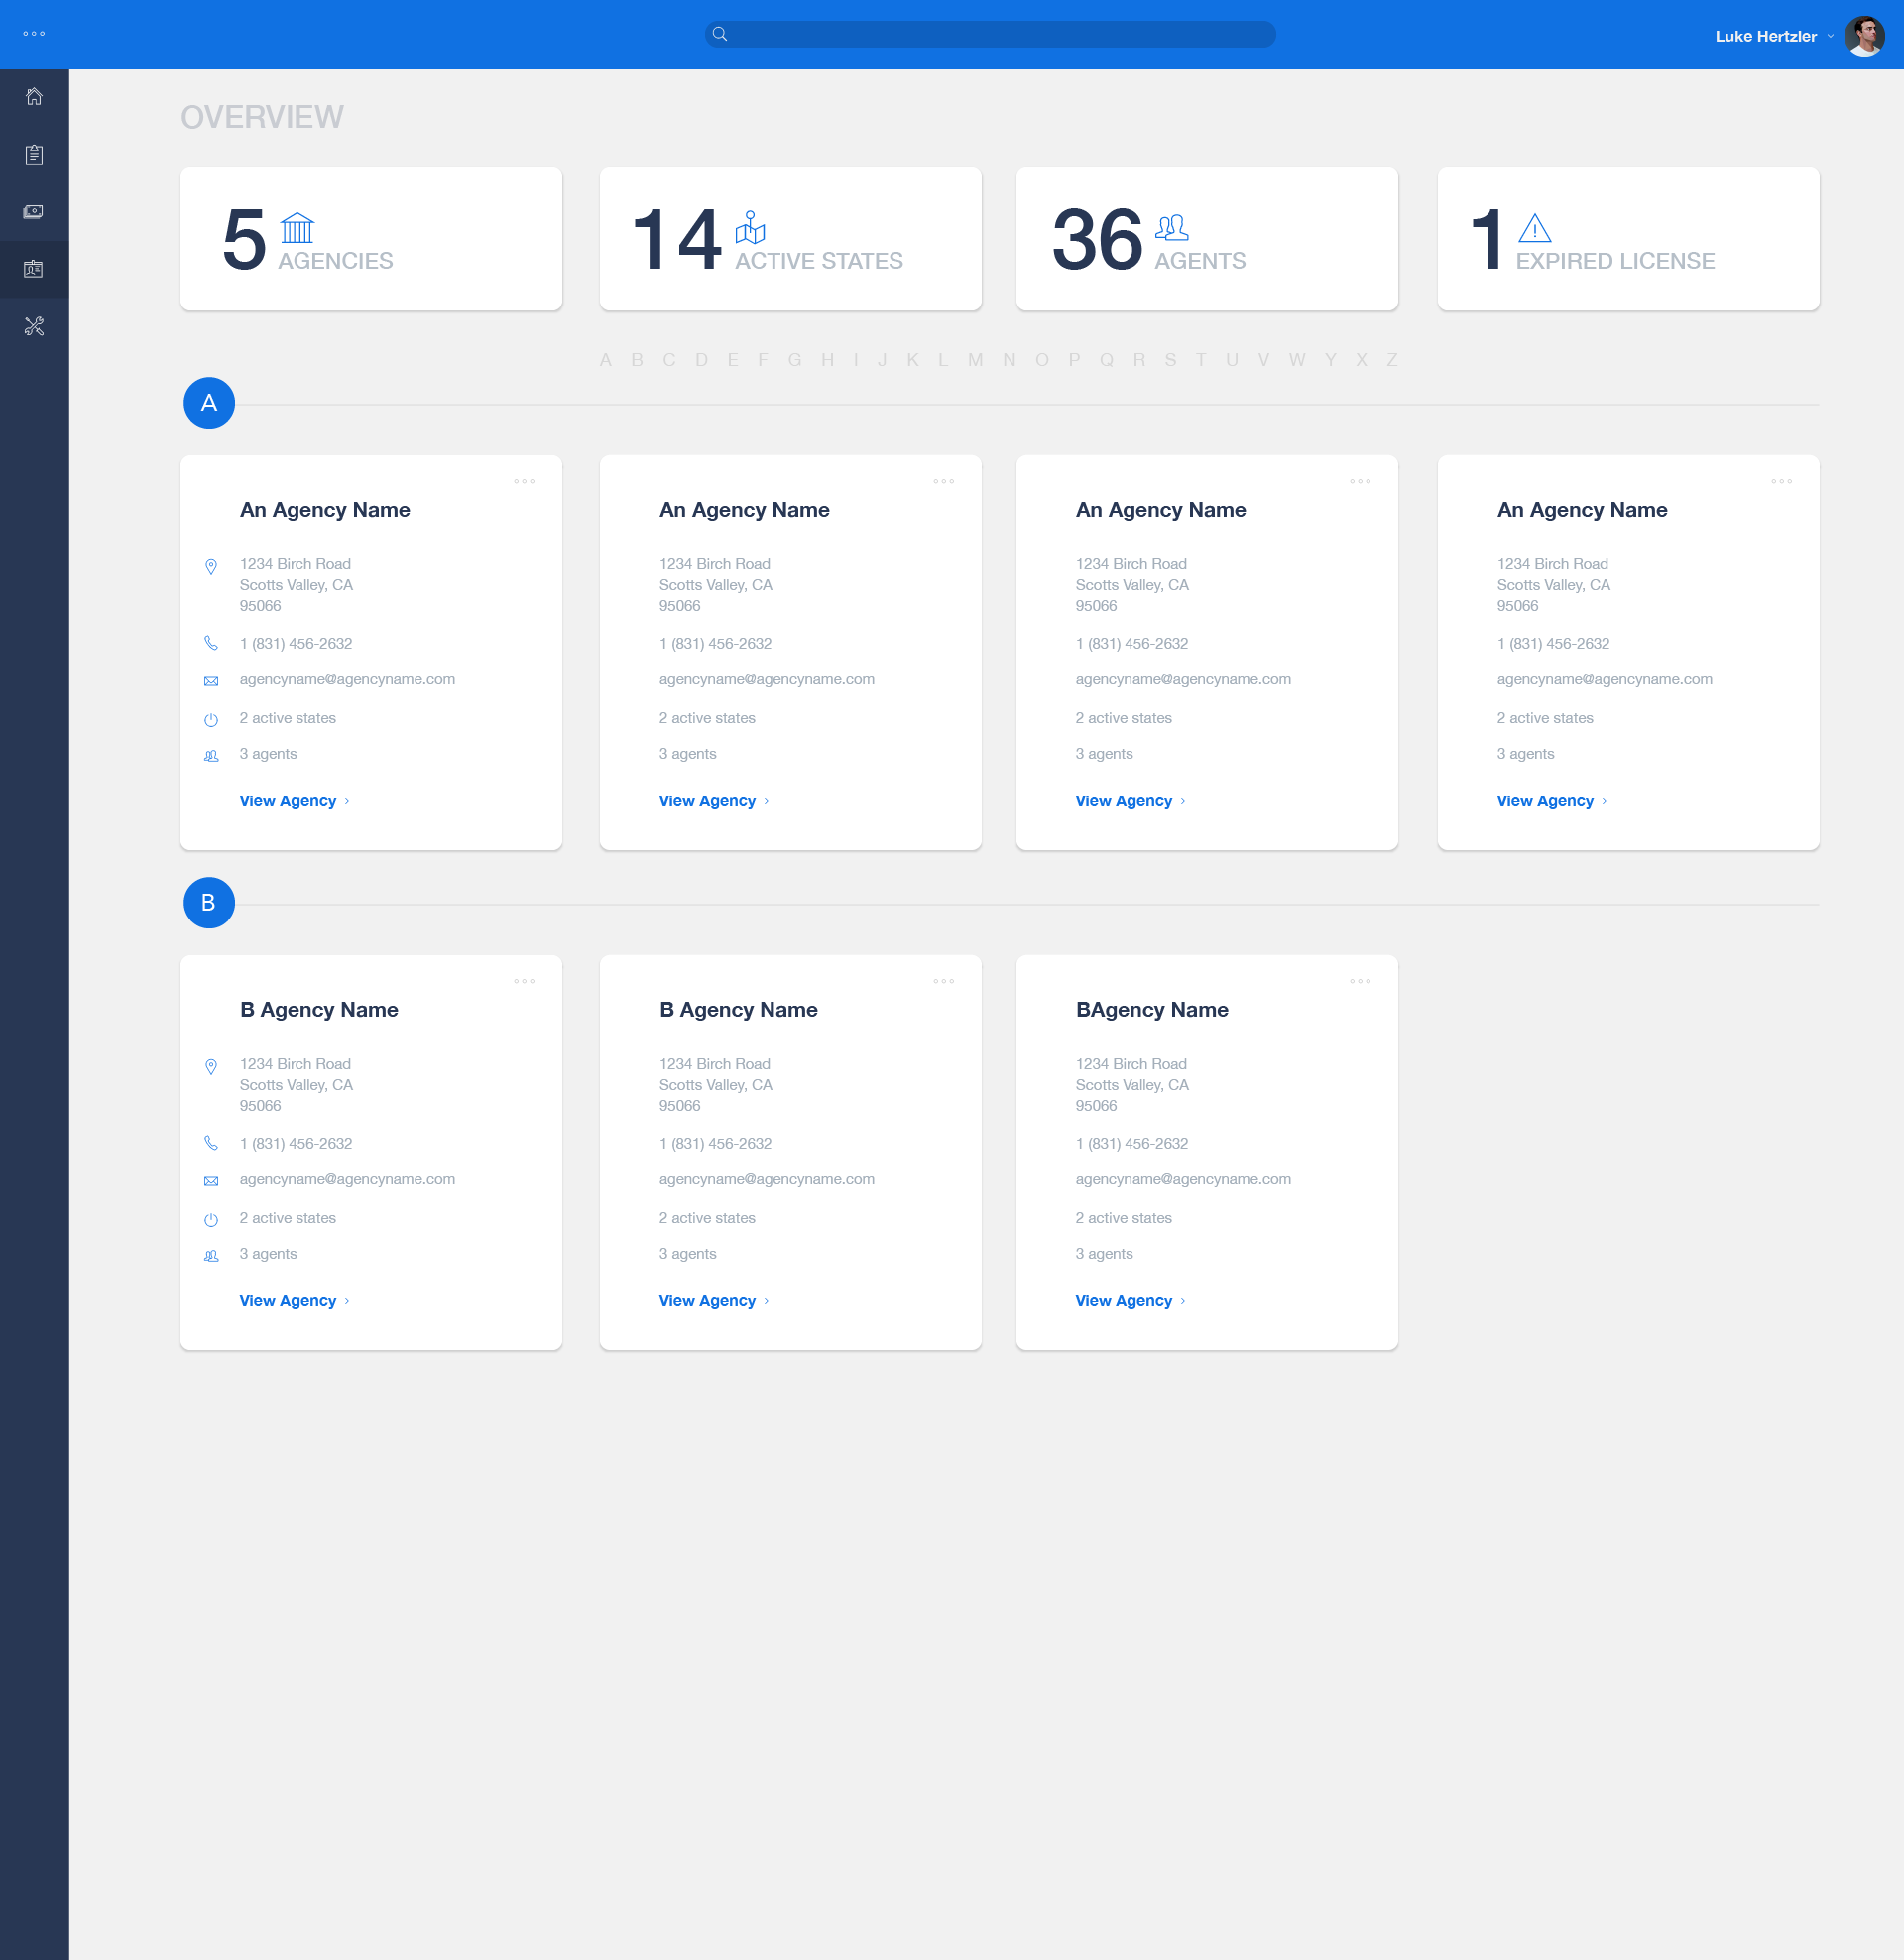 Luke Hertzler
OVERVIEW
5 AGENCIES
14 ACTIVE STATES
36 AGENTS
1 EXPIRED LICENSE
A B C D E F G H I J K L M N O P Q R S T U V W Y X Z
A
An Agency Name
1234 Birch Road
Scotts Valley, CA
95066
1 (831) 456-2632
agencyname@agencyname.com
2 active states
3 agents
View Agency
An Agency Name
1234 Birch Road
Scotts Valley, CA
95066
1 (831) 456-2632
agencyname@agencyname.com
2 active states
3 agents
View Agency
An Agency Name
1234 Birch Road
Scotts Valley, CA
95066
1 (831) 456-2632
agencyname@agencyname.com
2 active states
3 agents
View Agency
An Agency Name
1234 Birch Road
Scotts Valley, CA
95066
1 (831) 456-2632
agencyname@agencyname.com
2 active states
3 agents
View Agency
B
B Agency Name
1234 Birch Road
Scotts Valley, CA
95066
1 (831) 456-2632
agencyname@agencyname.com
2 active states
3 agents
View Agency
B Agency Name
1234 Birch Road
Scotts Valley, CA
95066
1 (831) 456-2632
agencyname@agencyname.com
2 active states
3 agents
View Agency
BAgency Name
1234 Birch Road
Scotts Valley, CA
95066
1 (831) 456-2632
agencyname@agencyname.com
2 active states
3 agents
View Agency